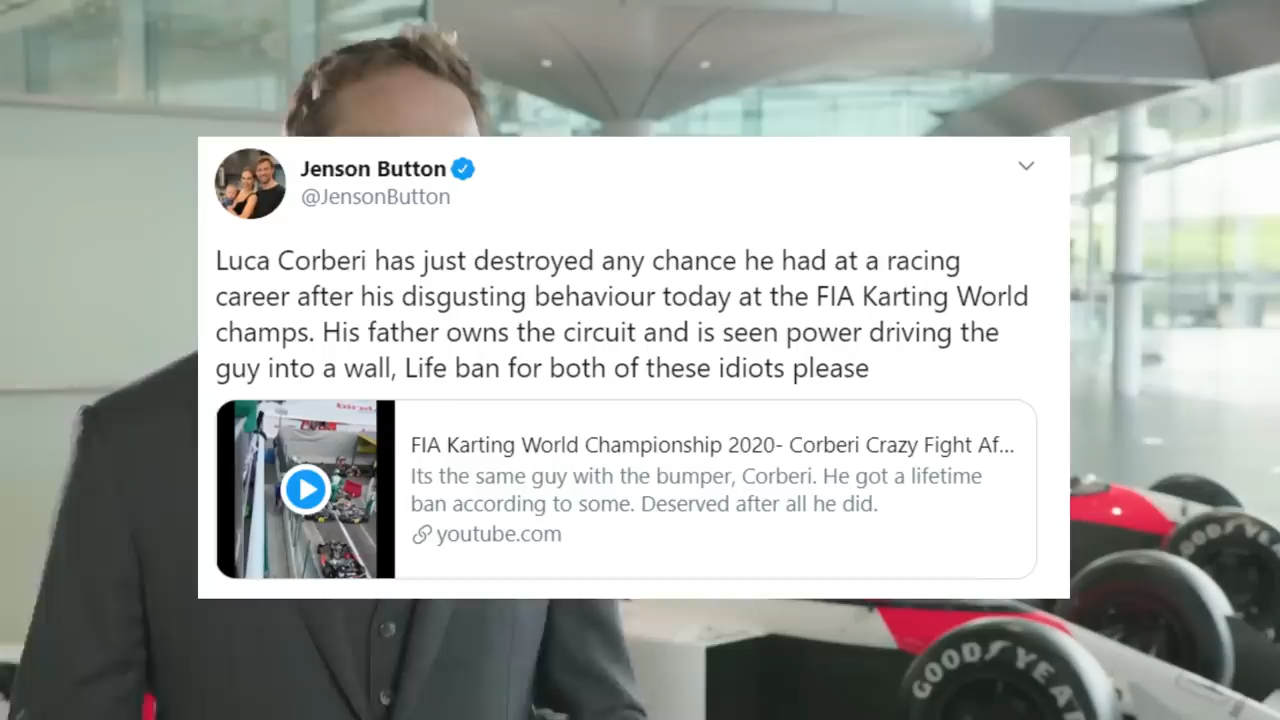 Jenson Button
@JensonButton
Luca Corberi has just destroyed any chance he had at a racing
career after his disgusting behaviour today at the FIA Karting World
champs. His father owns the circuit and is seen power driving the
guy into a wall, Life ban for both of these idiots please
FIA Karting World Championship 2020- Corberi Crazy Fight Af...
Its the same guy with the bumper, Corberi. He got a lifetime
ban according to some. Deserved after all he did.
youtube.com
GOODYEAR
GOODYEA